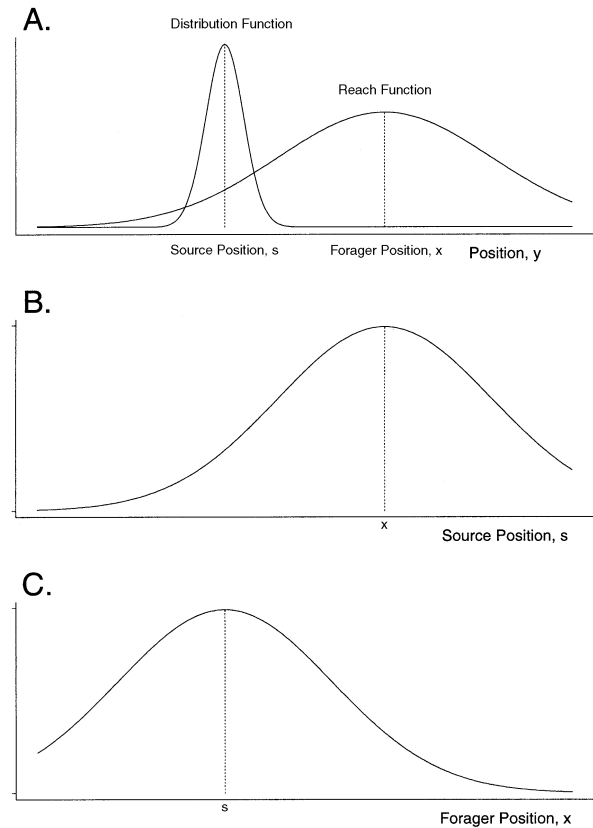 A.
Distribution Function
Reach Function
Source Position, s
Forager Position, x
Position, y
B.
x
Source Position, s
C.
s
Forager Position, x